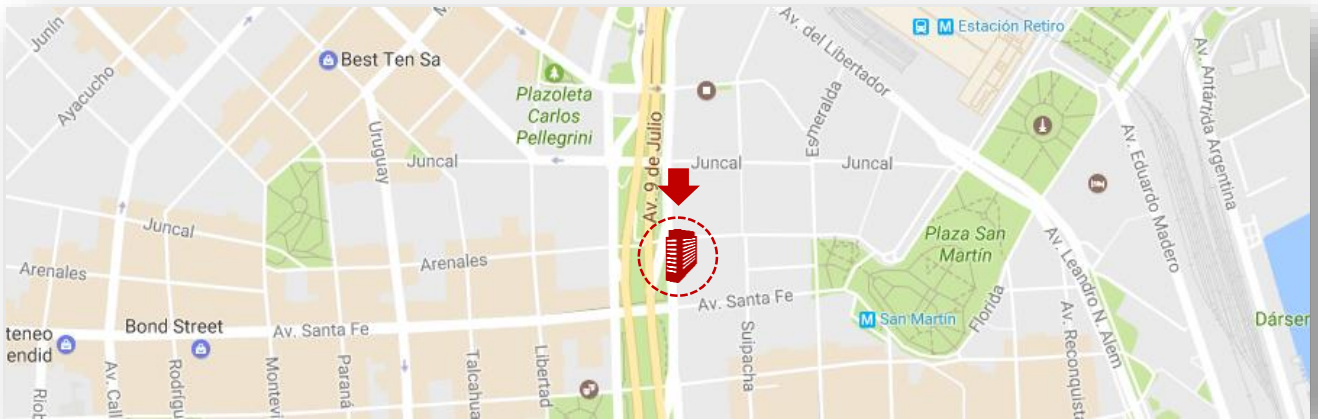 Junín
Ayacucho
Best Ten Sa
Uruguay
Plazoleta
Carlos
Pellegrini
Av. 9 de Julio
Av. del Libertador
Estación Retiro
Esmeralda
Av. Antártida Argentina
Av. Eduardo Madero
Juncal
Juncal
Juncal
Juncal
Arenales
Arenales
Plaza San
Martín
Av. Leandro N. Alem
Av. Santa Fe
Av. Santa Fe
M San Martín
Florida
Av. Reconquist
Dárser
teneo
endid
Bond Street
Av. Call
Rodrígu
Montevi
Paraná
Talcahua
Libertad
Suipacha
Riob